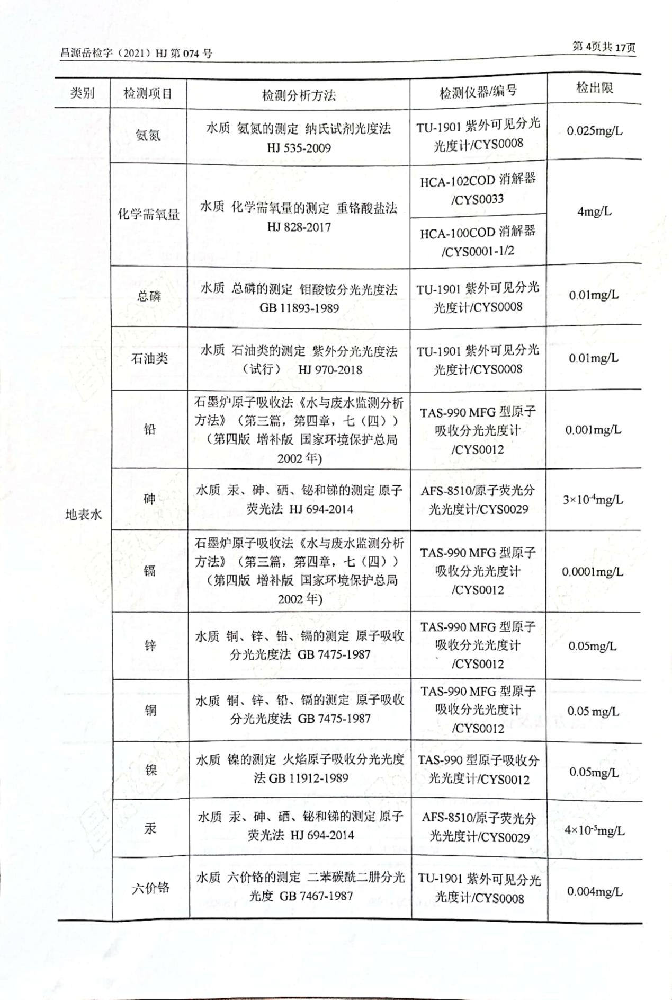 昌源岳检字（2021）HJ 第 074 号
第 4页共 17页
类别
检测项目
检测分析方法
检测仪器/编号
检出限
地表水
氨氮
水质 氨氮的测定 纳氏试剂光度法
HJ 535-2009
TU-1901 紫外可见分光
光度计/CYS0008
0.025mg/L
化学需氧量
水质 化学需氧量的测定 重铬酸盐法
HJ 828-2017
HCA-102COD 消解器
/CYS0033
HCA-100COD 消解器
/CYS0001-1/2
4mg/L
总磷
水质 总磷的测定 钼酸铵分光光度法
GB 11893-1989
TU-1901 紫外可见分光
光度计/CYS0008
0.01mg/L
石油类
水质 石油类的测定 紫外分光光度法
（试行） HJ 970-2018
TU-1901 紫外可见分光
光度计/CYS0008
0.01mg/L
铅
石墨炉原子吸收法《水与废水监测分析
方法》（第三篇，第四章，七（四））
（第四版 增补版 国家环境保护总局
2002 年)
TAS-990 MFG 型原子
吸收分光光度计
/CYS0012
0.001mg/L
砷
水质 汞、砷、硒、铋和锑的测定 原子
荧光法 HJ 694-2014
AFS-8510/原子荧光分
光光度计/CYS0029
3×10⁻⁴mg/L
镉
石墨炉原子吸收法《水与废水监测分析
方法》（第三篇，第四章，七（四））
（第四版 增补版 国家环境保护总局
2002 年)
TAS-990 MFG 型原子
吸收分光光度计
/CYS0012
0.0001mg/L
锌
水质 铜、锌、铅、镉的测定 原子吸收
分光光度法 GB 7475-1987
TAS-990 MFG 型原子
吸收分光光度计
/CYS0012
0.05mg/L
铜
水质 铜、锌、铅、镉的测定 原子吸收
分光光度法 GB 7475-1987
TAS-990 MFG 型原子
吸收分光光度计
/CYS0012
0.05 mg/L
镍
水质 镍的测定 火焰原子吸收分光光度
法 GB 11912-1989
TAS-990 型原子吸收分
光光度计/CYS0012
0.05mg/L
汞
水质 汞、砷、硒、铋和锑的测定 原子
荧光法 HJ 694-2014
AFS-8510/原子荧光分
光光度计/CYS0029
4×10⁻⁵mg/L
六价铬
水质 六价铬的测定 二苯碳酰二肼分光
光度 GB 7467-1987
TU-1901 紫外可见分光
光度计/CYS0008
0.004mg/L